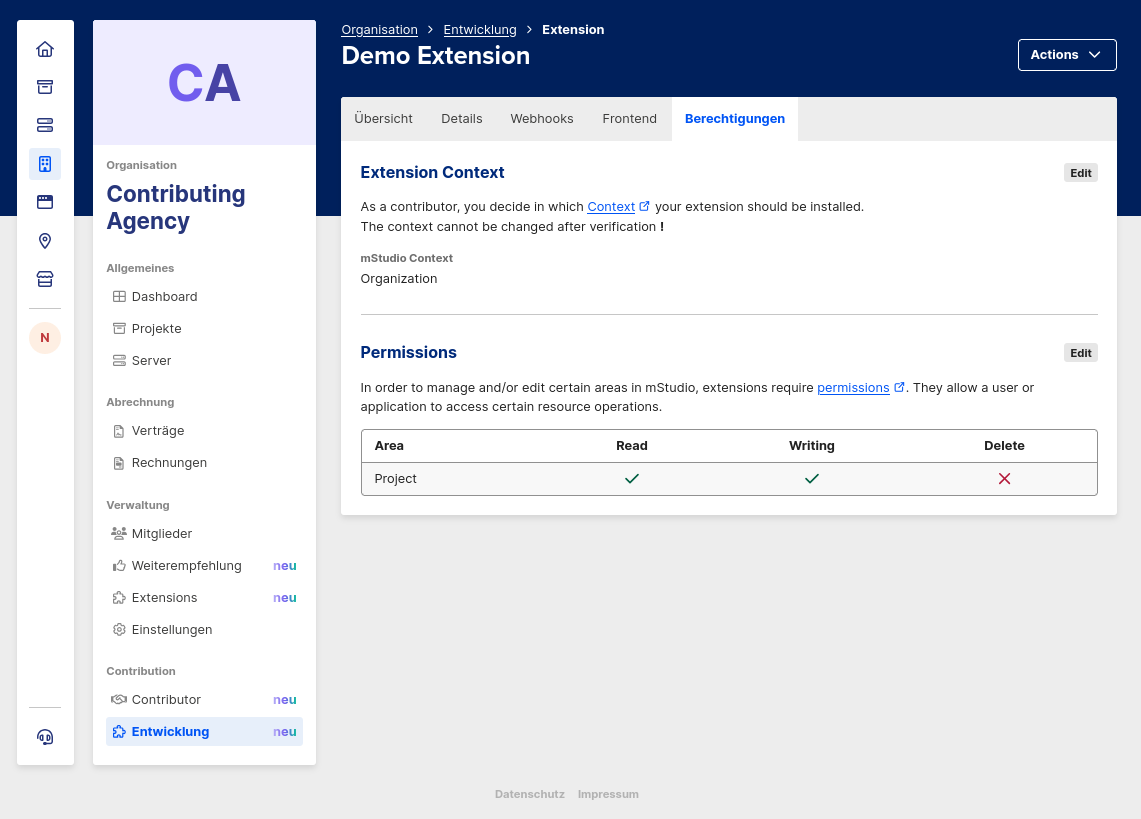 CA
Organisation
Contributing
Agency
Allgemeines
Dashboard
Projekte
Server
Abrechnung
Verträge
Rechnungen
Verwaltung
Mitglieder
Weiterempfehlung neu
Extensions neu
Einstellungen
Contribution
Contributor neu
Entwicklung neu
N
Organisation > Entwicklung > Extension
Demo Extension
Actions
Übersicht Details Webhooks Frontend Berechtigungen
Extension Context
Edit
As a contributor, you decide in which Context your extension should be installed.
The context cannot be changed after verification !
mStudio Context
Organization
Permissions
Edit
In order to manage and/or edit certain areas in mStudio, extensions require permissions . They allow a user or
application to access certain resource operations.
Area Read Writing Delete
Project
Datenschutz Impressum